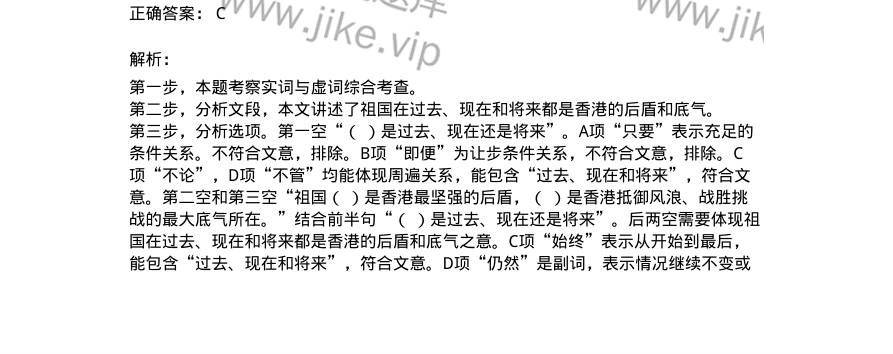 正确答案： C
www.jike.vip
www.jike.vip
解析：
第一步，本题考察实词与虚词综合考查。
第二步，分析文段，本文讲述了祖国在过去、现在和将来都是香港的后盾和底气。
第三步，分析选项。第一空“（ ）是过去、现在还是将来”。A项“只要”表示充足的
条件关系。不符合文意，排除。B项“即便”为让步条件关系，不符合文意，排除。C
项“不论”，D项“不管”均能体现周遍关系，能包含“过去、现在和将来”，符合文
意。第二空和第三空“祖国（ ）是香港最坚强的后盾，（ ）是香港抵御风浪、战胜挑
战的最大底气所在。”结合前半句“（ ）是过去、现在还是将来”。后两空需要体现祖
国在过去、现在和将来都是香港的后盾和底气之意。C项“始终”表示从开始到最后，
能包含“过去、现在和将来”，符合文意。D项“仍然”是副词，表示情况继续不变或